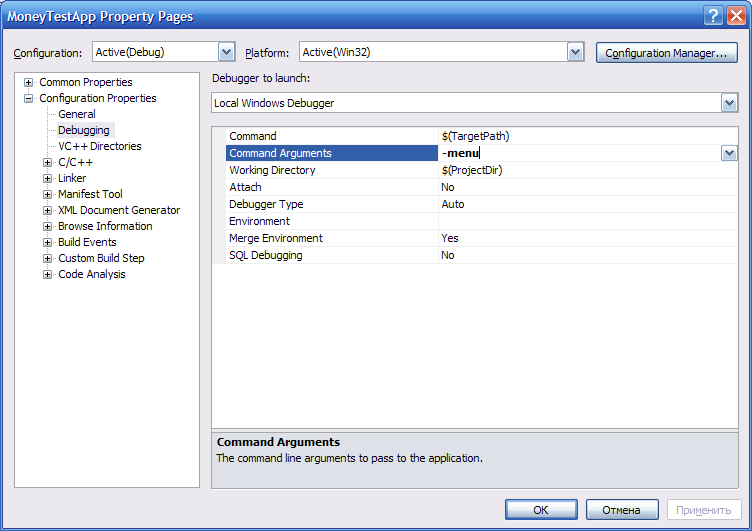 MoneyTestApp Property Pages
Configuration: Active(Debug) Platform: Active(Win32) Configuration Manager...
Common Properties
Configuration Properties
General
Debugging
VC++ Directories
C/C++
Linker
Manifest Tool
XML Document Generator
Browse Information
Build Events
Custom Build Step
Code Analysis
Debugger to launch:
Local Windows Debugger
Command $(TargetPath)
Command Arguments -menu
Working Directory $(ProjectDir)
Attach No
Debugger Type Auto
Environment
Merge Environment Yes
SQL Debugging No
Command Arguments
The command line arguments to pass to the application.
OK Отмена Применить